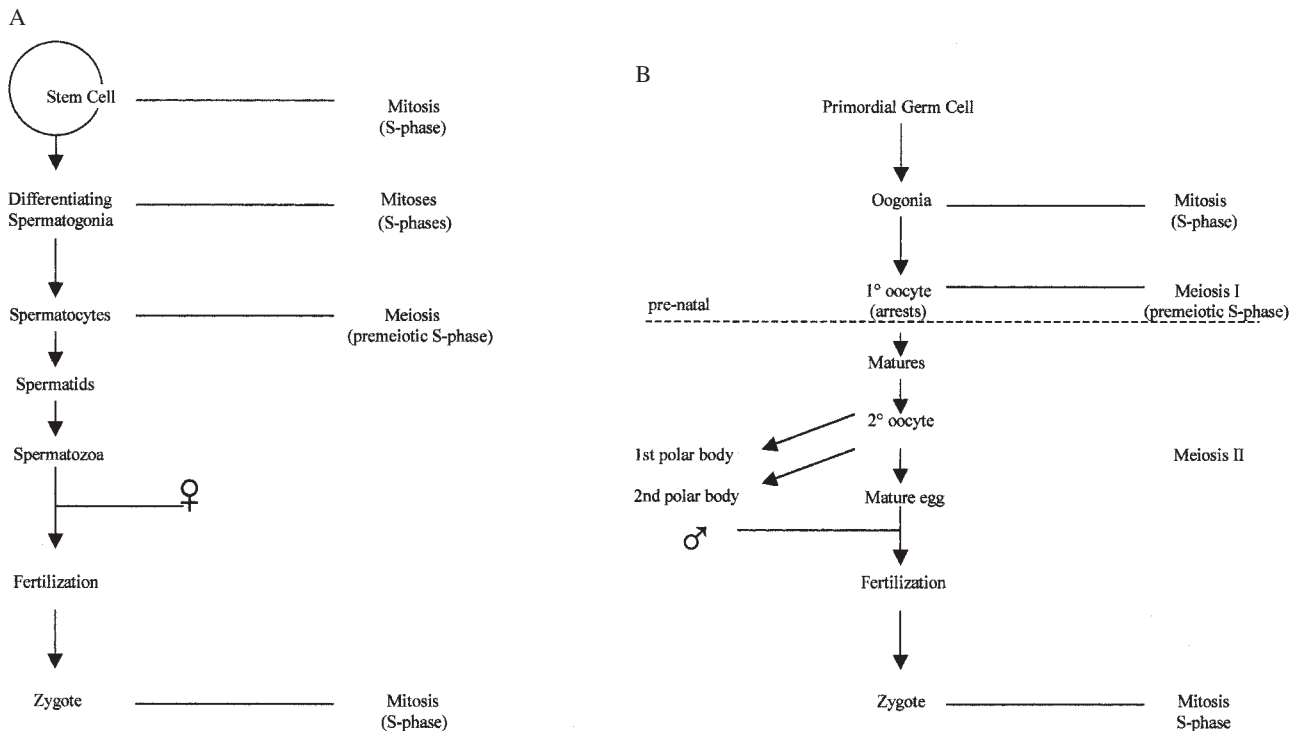 A
Stem Cell
Mitosis
(S-phase)
Differentiating
Spermatogonia
Mitoses
(S-phases)
Spermatocytes
Meiosis
(premeiotic S-phase)
Spermatids
Spermatozoa
♀
Fertilization
Zygote
Mitosis
(S-phase)
B
Primordial Germ Cell
Oogonia
Mitosis
(S-phase)
pre-natal
1° oocyte
(arrests)
Meiosis I
(premeiotic S-phase)
Matures
2° oocyte
1st polar body
Meiosis II
2nd polar body
Mature egg
♂
Fertilization
Zygote
Mitosis
S-phase